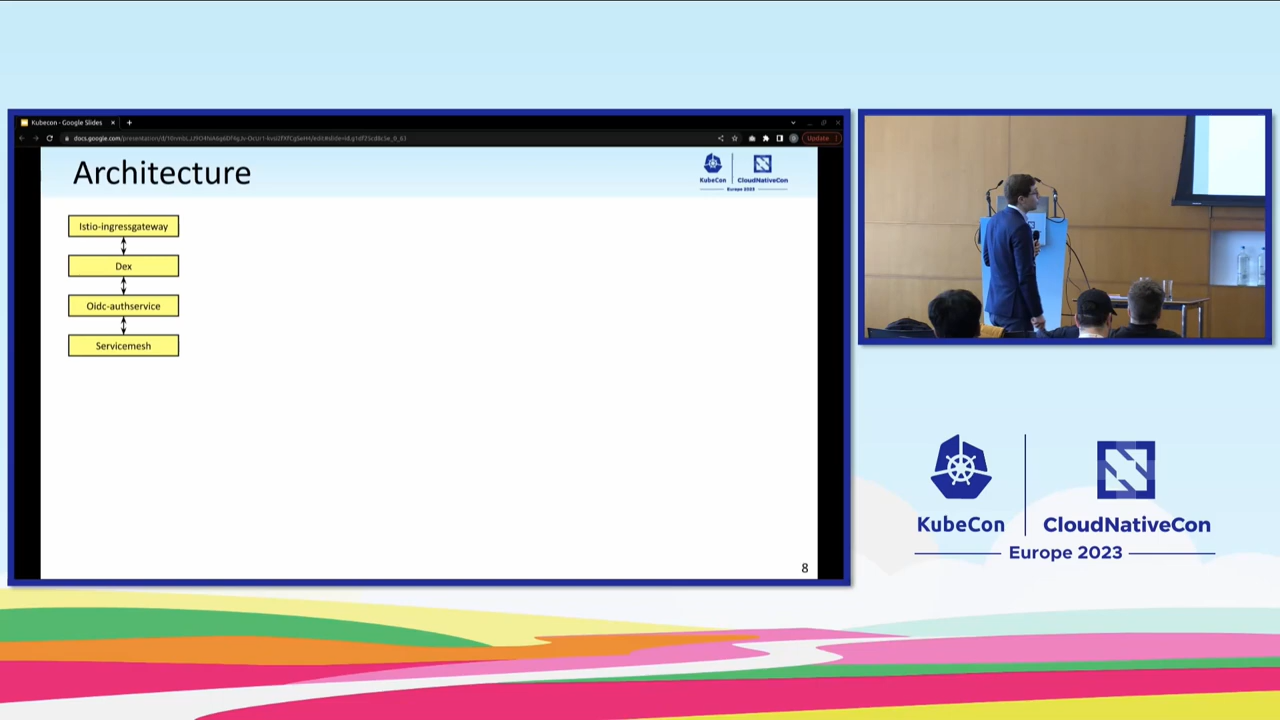 Kubecon - Google Slides
Update
Architecture
KubeCon
CloudNativeCon
Europe 2023
Istio-ingressgateway
Dex
Oidc-authservice
Servicemesh
8
KubeCon
CloudNativeCon
Europe 2023